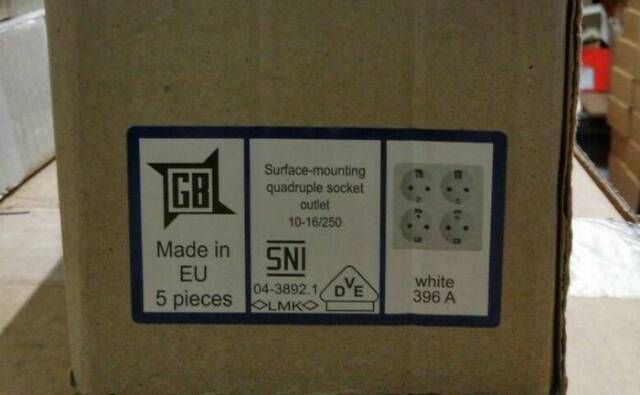 GB
Made in
EU
5 pieces
Surface-mounting
quadruple socket
outlet
10-16/250
SNI
04-3892.1
LMK
DVE
white
396 A